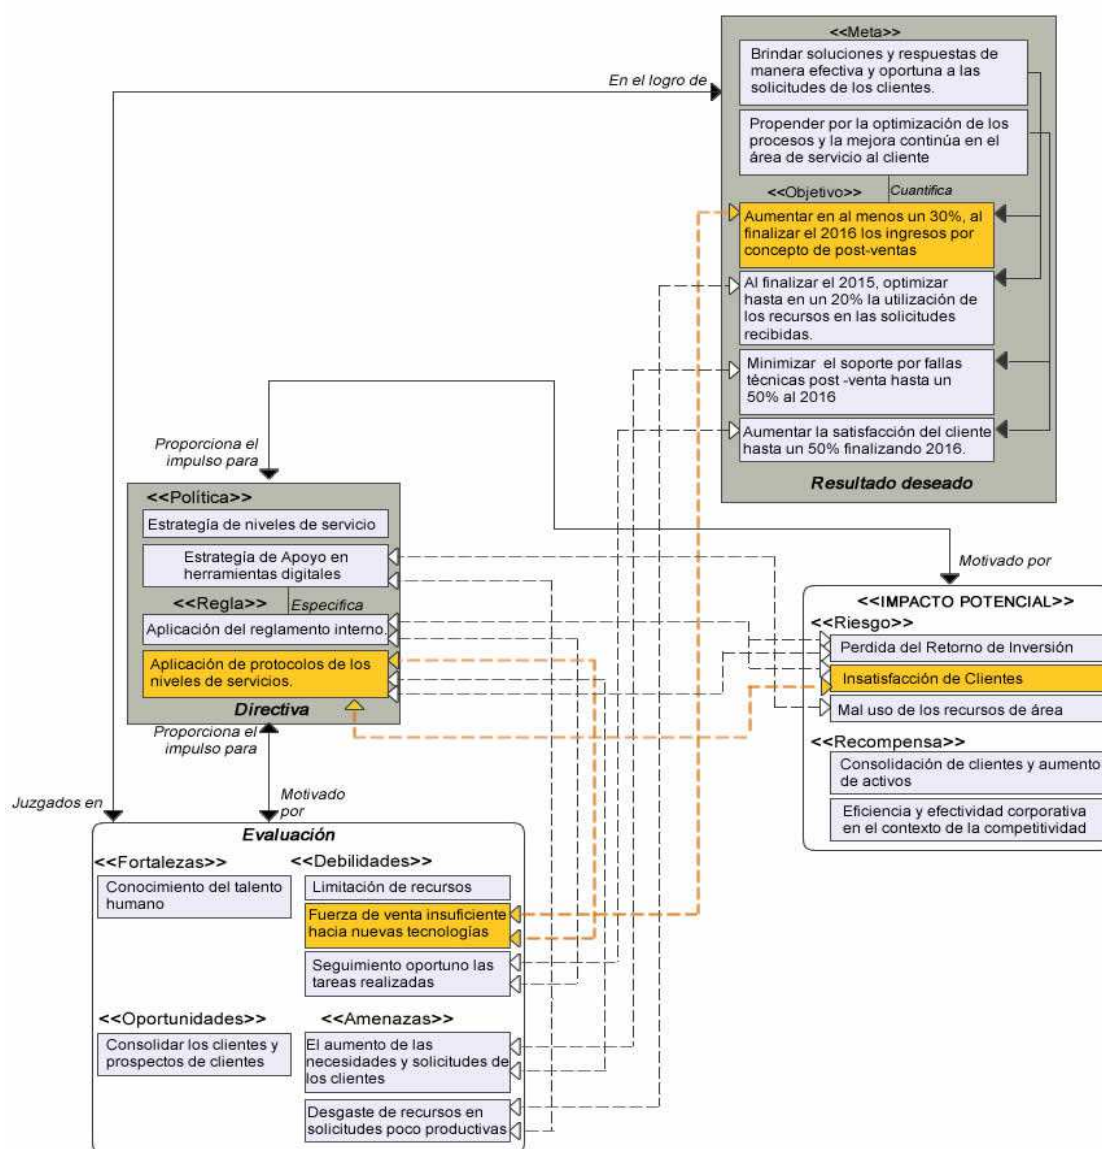 <<Meta>>
Brindar soluciones y respuestas de
manera efectiva y oportuna a las
solicitudes de los clientes.
En el logro de
Propender por la optimización de los
procesos y la mejora continúa en el
área de servicio al cliente
<<Objetivo>>
Cuantifica
Aumentar en al menos un 30%, al
finalizar el 2016 los ingresos por
concepto de post-ventas
Al finalizar el 2015, optimizar
hasta en un 20% la utilización de
los recursos en las solicitudes
recibidas.
Minimizar el soporte por fallas
técnicas post -venta hasta un
50% al 2016
Aumentar la satisfacción del cliente
hasta un 50% finalizando 2016.
Resultado deseado
Proporciona el
impulso para
<<Política>>
Estrategía de niveles de servicio
Estrategía de Apoyo en
herramientas digitales
<<Regla>>
Especifica
Aplicación del reglamento interno.
Aplicación de protocolos de los
niveles de servicios.
Directiva
Motivado por
<<IMPACTO POTENCIAL>>
<<Riesgo>>
Perdida del Retorno de Inversión
Insatisfacción de Clientes
Mal uso de los recursos de área
<<Recompensa>>
Consolidación de clientes y aumento
de activos
Eficiencia y efectividad corporativa
en el contexto de la competitividad
Proporciona el
impulso para
Juzgados en
Motivado
por
Evaluación
<<Fortalezas>>
Conocimiento del talento
humano
<<Debilidades>>
Limitación de recursos
Fuerza de venta insuficiente
hacia nuevas tecnologías
Seguimiento oportuno las
tareas realizadas
<<Oportunidades>>
Consolidar los clientes y
prospectos de clientes
<<Amenazas>>
El aumento de las
necesidades y solicitudes de
los clientes
Desgaste de recursos en
solicitudes poco productivas